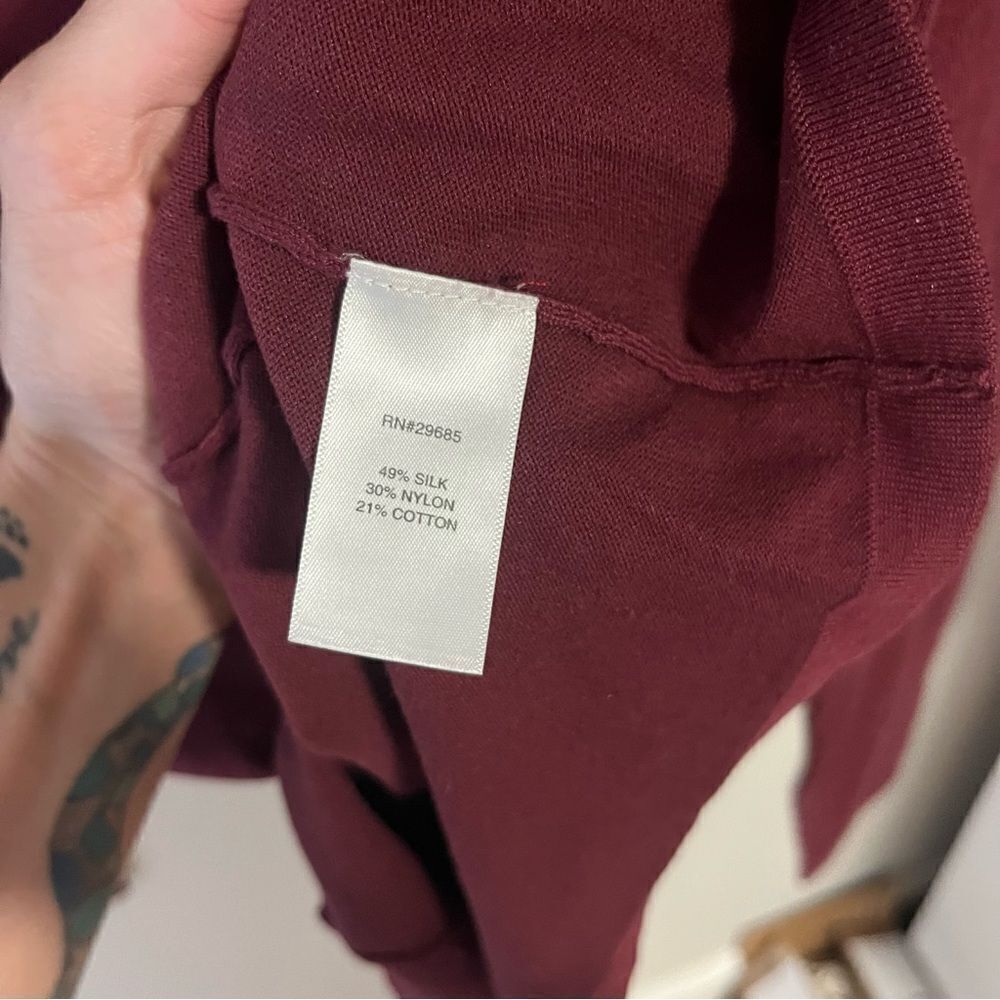 RN#29685
49% SILK
30% NYLON
21% COTTON